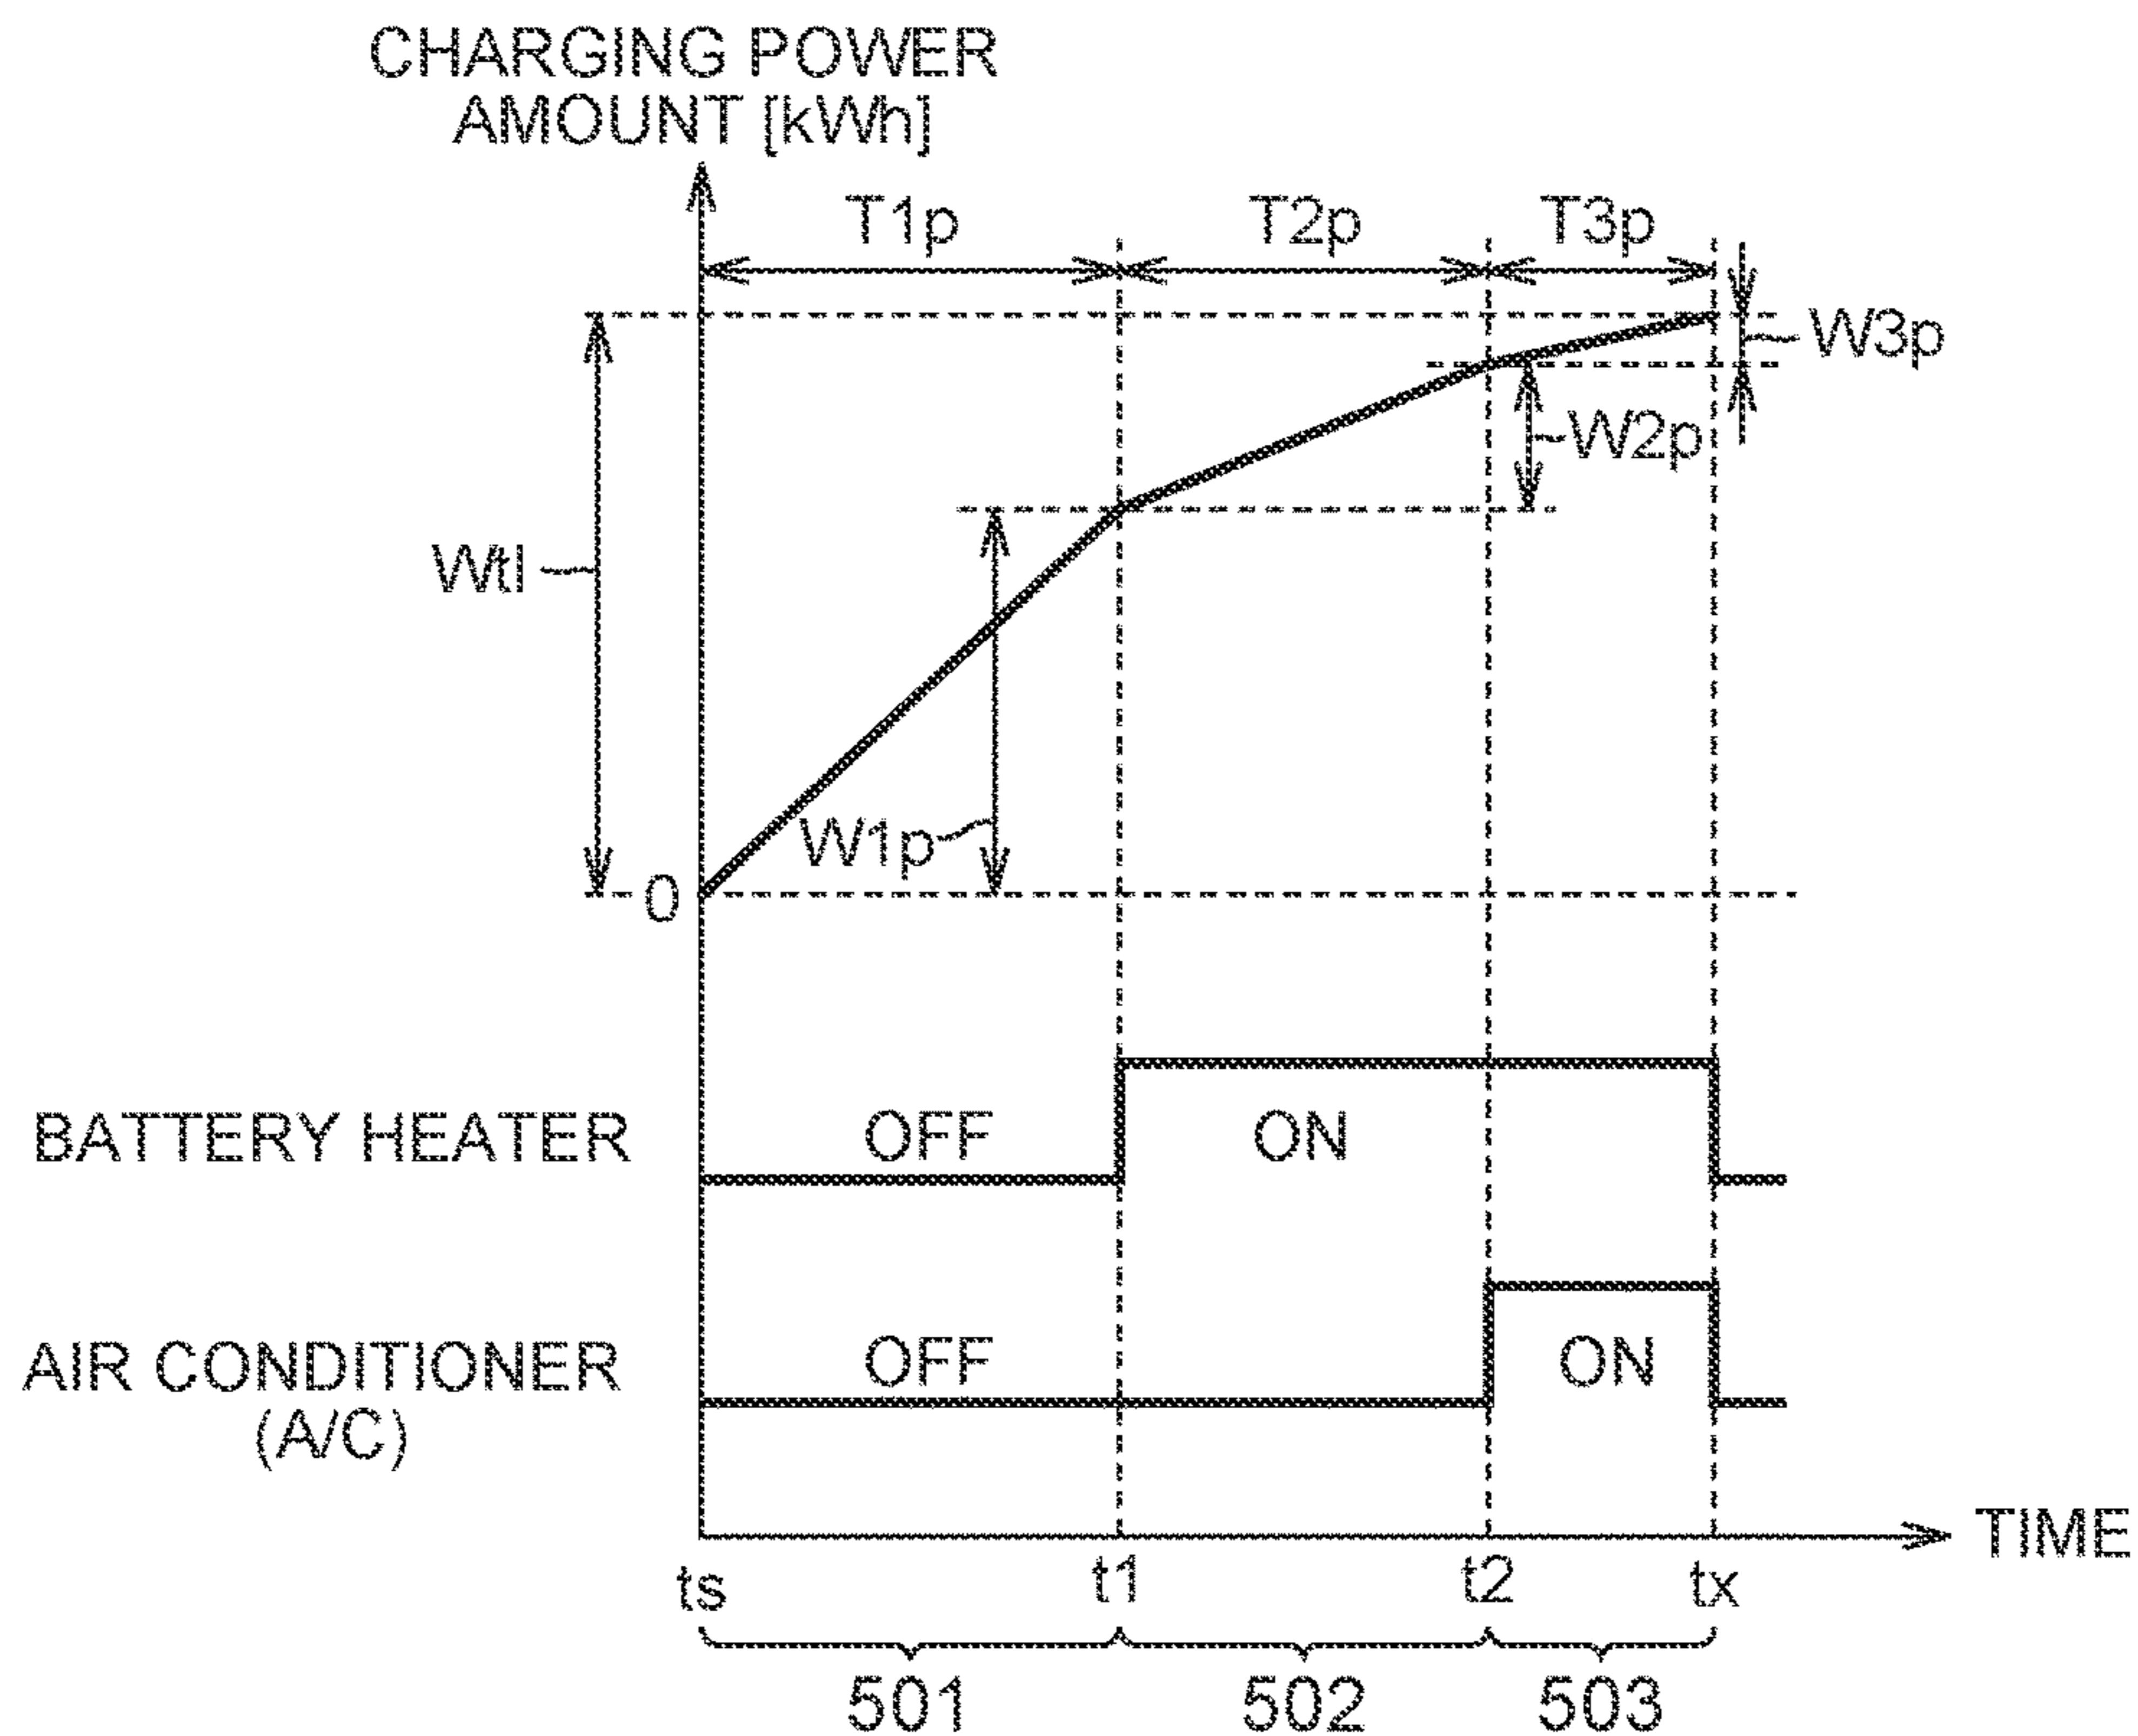 CHARGING POWER
AMOUNT [kWh]
T1p T2p T3p
W3p
W2p
Wtl
W1p
0
BATTERY HEATER OFF ON
AIR CONDITIONER OFF ON
(A/C)
TIME
ts t1 t2 tx
501 502 503